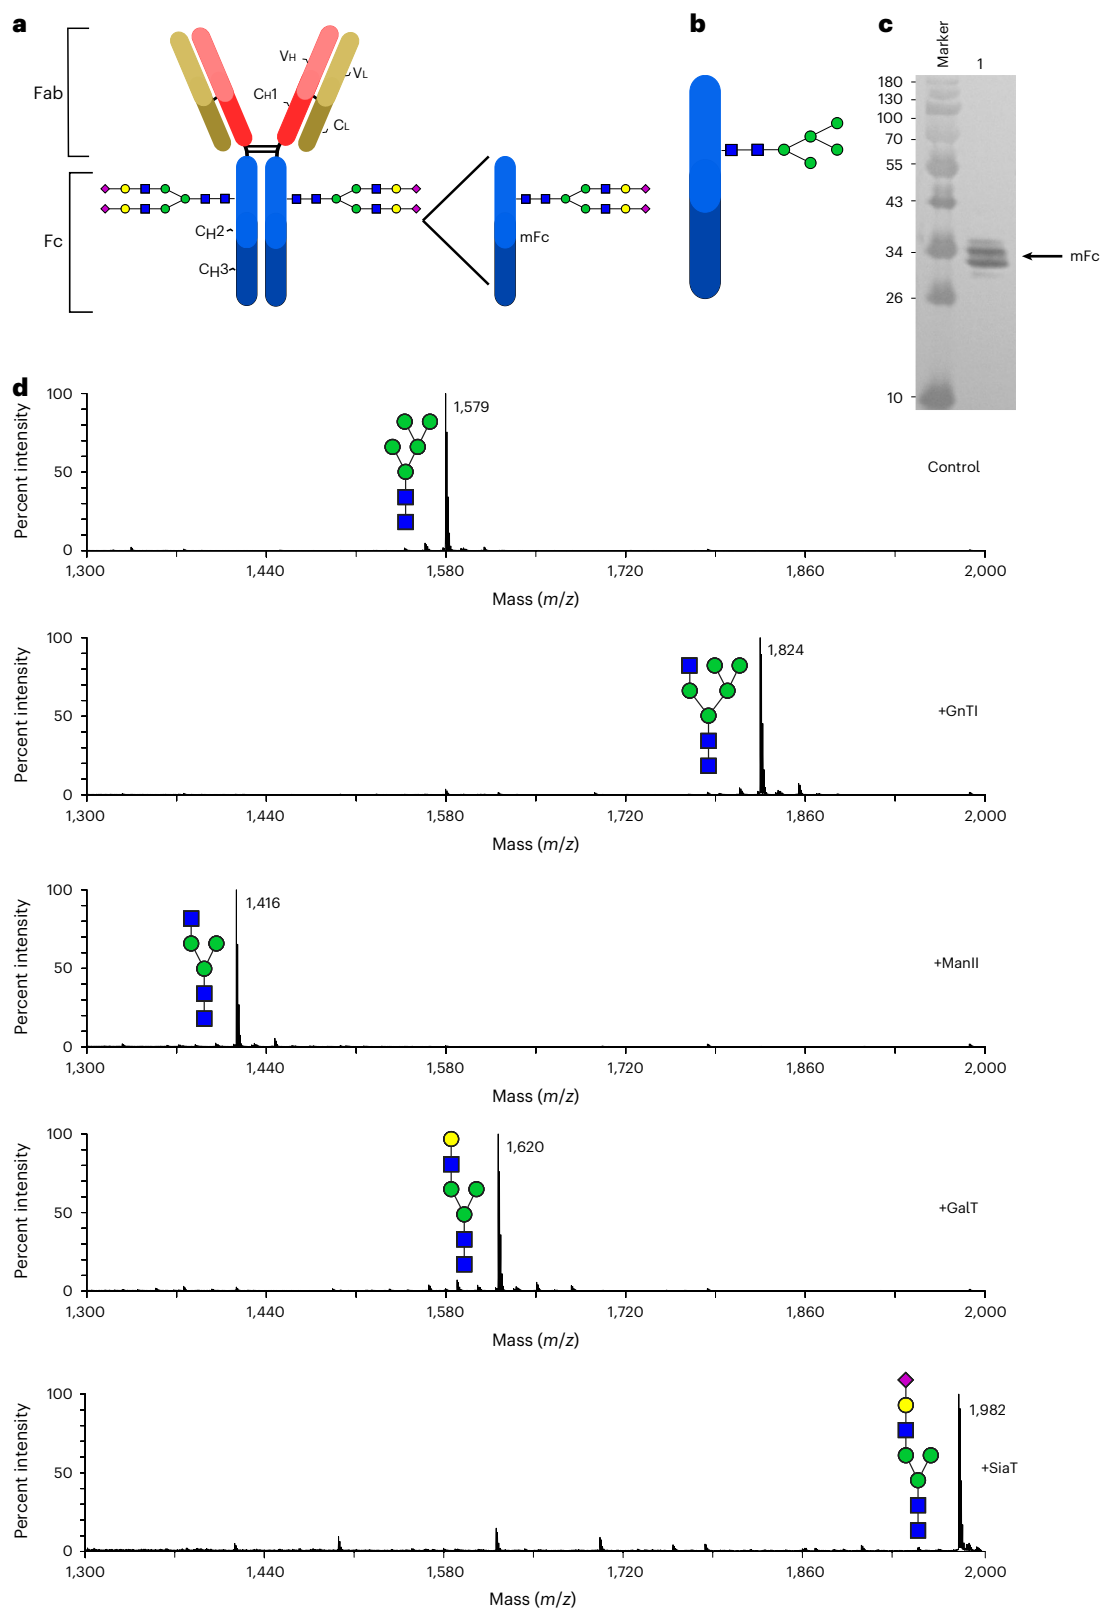 a
Fab
Fc
VH
VL
CH1
CL
CH2
CH3
mFc
b
c
Marker
1
180
130
100
70
55
43
34
26
10
mFc
d
Percent intensity
100
50
0
1,579
Control
1,300 1,440 1,580 1,720 1,860 2,000
Mass (m/z)
Percent intensity
100
50
0
1,824
+GnTI
1,300 1,440 1,580 1,720 1,860 2,000
Mass (m/z)
Percent intensity
100
50
0
1,416
+ManII
1,300 1,440 1,580 1,720 1,860 2,000
Mass (m/z)
Percent intensity
100
50
0
1,620
+GalT
1,300 1,440 1,580 1,720 1,860 2,000
Mass (m/z)
Percent intensity
100
50
0
1,982
+SiaT
1,300 1,440 1,580 1,720 1,860 2,000
Mass (m/z)